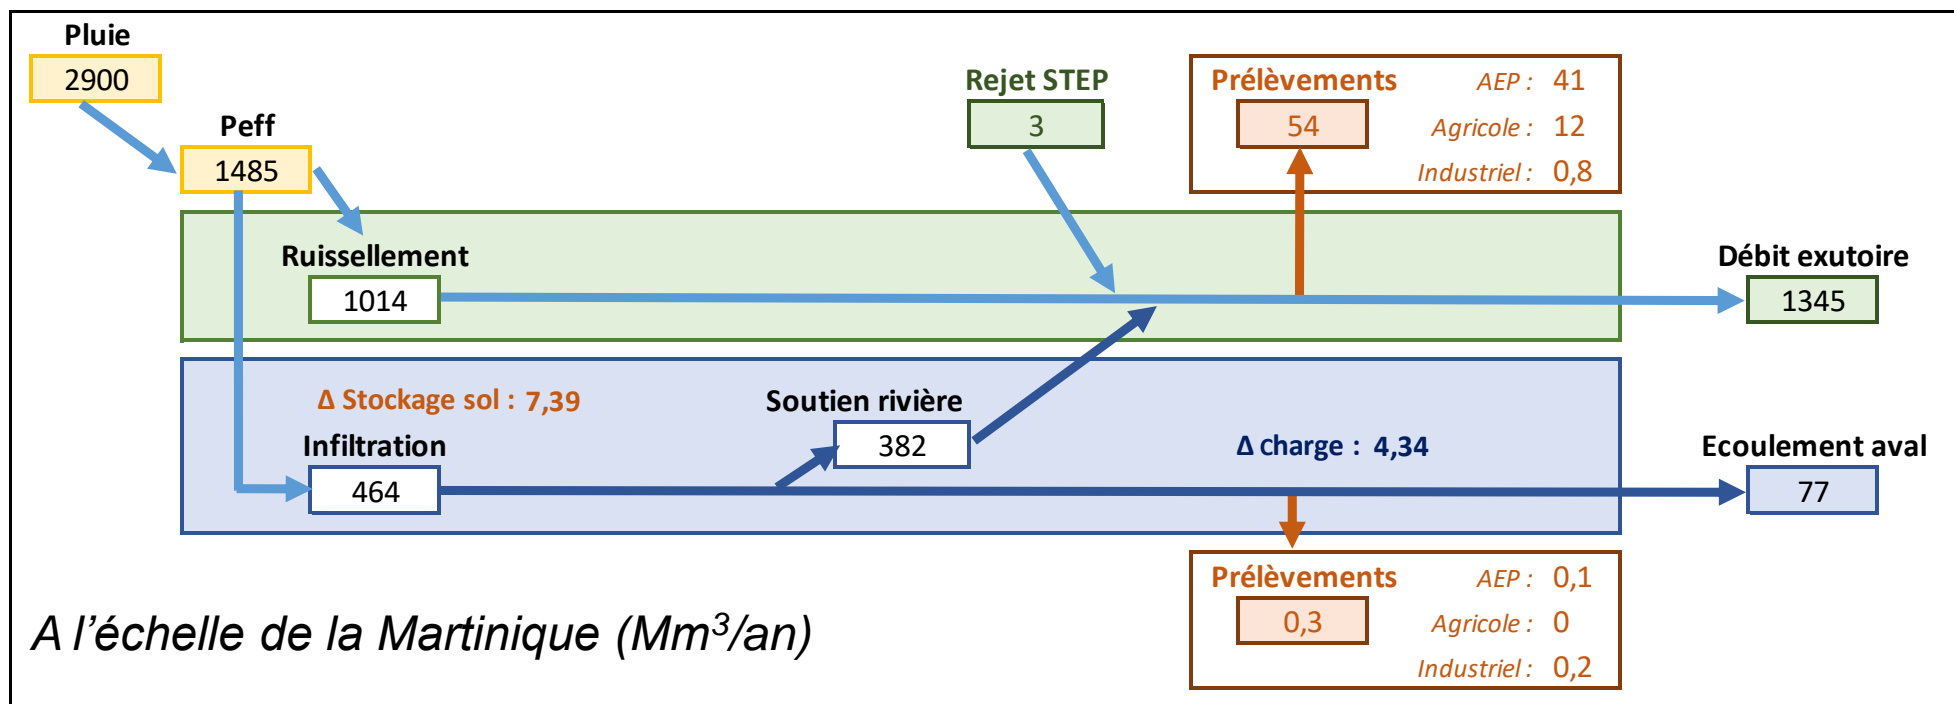 Pluie
2900
Peff
1485
Rejet STEP
3
Prélèvements
54
AEP : 41
Agricole : 12
Industriel : 0,8
Ruissellement
1014
Débit exutoire
1345
Δ Stockage sol : 7,39
Infiltration
464
Soutien rivière
382
Δ charge : 4,34
Ecoulement aval
77
Prélèvements
0,3
AEP : 0,1
Agricole : 0
Industriel : 0,2
A l’échelle de la Martinique (Mm³/an)